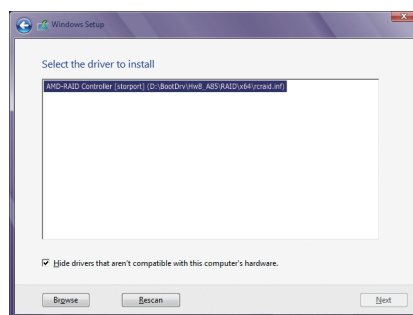 Windows Setup
Select the driver to install
AMD-RAID Controller [storport] (D:\BootDrv\Hw8_A85\RAID\x64\rcraid.inf)
Hide drivers that aren't compatible with this computer's hardware.
Browse
Rescan
Next